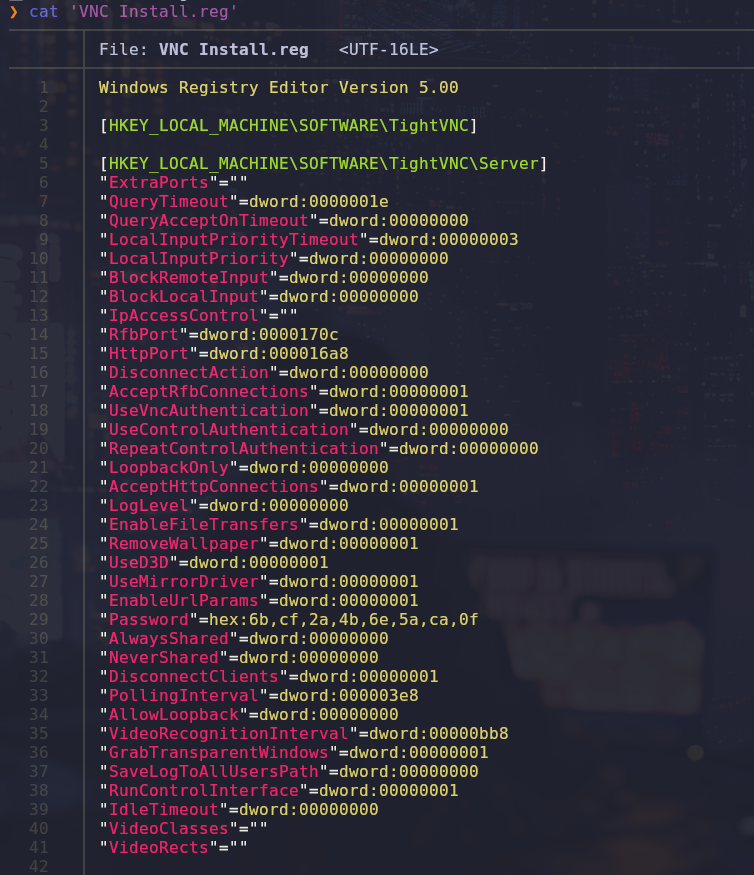 ❯ cat 'VNC Install.reg'
File: VNC Install.reg   <UTF-16LE>
1 Windows Registry Editor Version 5.00
2
3 [HKEY_LOCAL_MACHINE\SOFTWARE\TightVNC]
4
5 [HKEY_LOCAL_MACHINE\SOFTWARE\TightVNC\Server]
6 "ExtraPorts"=""
7 "QueryTimeout"=dword:0000001e
8 "QueryAcceptOnTimeout"=dword:00000000
9 "LocalInputPriorityTimeout"=dword:00000003
10 "LocalInputPriority"=dword:00000000
11 "BlockRemoteInput"=dword:00000000
12 "BlockLocalInput"=dword:00000000
13 "IpAccessControl"=""
14 "RfbPort"=dword:0000170c
15 "HttpPort"=dword:000016a8
16 "DisconnectAction"=dword:00000000
17 "AcceptRfbConnections"=dword:00000001
18 "UseVncAuthentication"=dword:00000001
19 "UseControlAuthentication"=dword:00000000
20 "RepeatControlAuthentication"=dword:00000000
21 "LoopbackOnly"=dword:00000000
22 "AcceptHttpConnections"=dword:00000001
23 "LogLevel"=dword:00000000
24 "EnableFileTransfers"=dword:00000001
25 "RemoveWallpaper"=dword:00000001
26 "UseD3D"=dword:00000001
27 "UseMirrorDriver"=dword:00000001
28 "EnableUrlParams"=dword:00000001
29 "Password"=hex:6b,cf,2a,4b,6e,5a,ca,0f
30 "AlwaysShared"=dword:00000000
31 "NeverShared"=dword:00000000
32 "DisconnectClients"=dword:00000001
33 "PollingInterval"=dword:000003e8
34 "AllowLoopback"=dword:00000000
35 "VideoRecognitionInterval"=dword:00000bb8
36 "GrabTransparentWindows"=dword:00000001
37 "SaveLogToAllUsersPath"=dword:00000000
38 "RunControlInterface"=dword:00000001
39 "IdleTimeout"=dword:00000000
40 "VideoClasses"=""
41 "VideoRects"=""
42